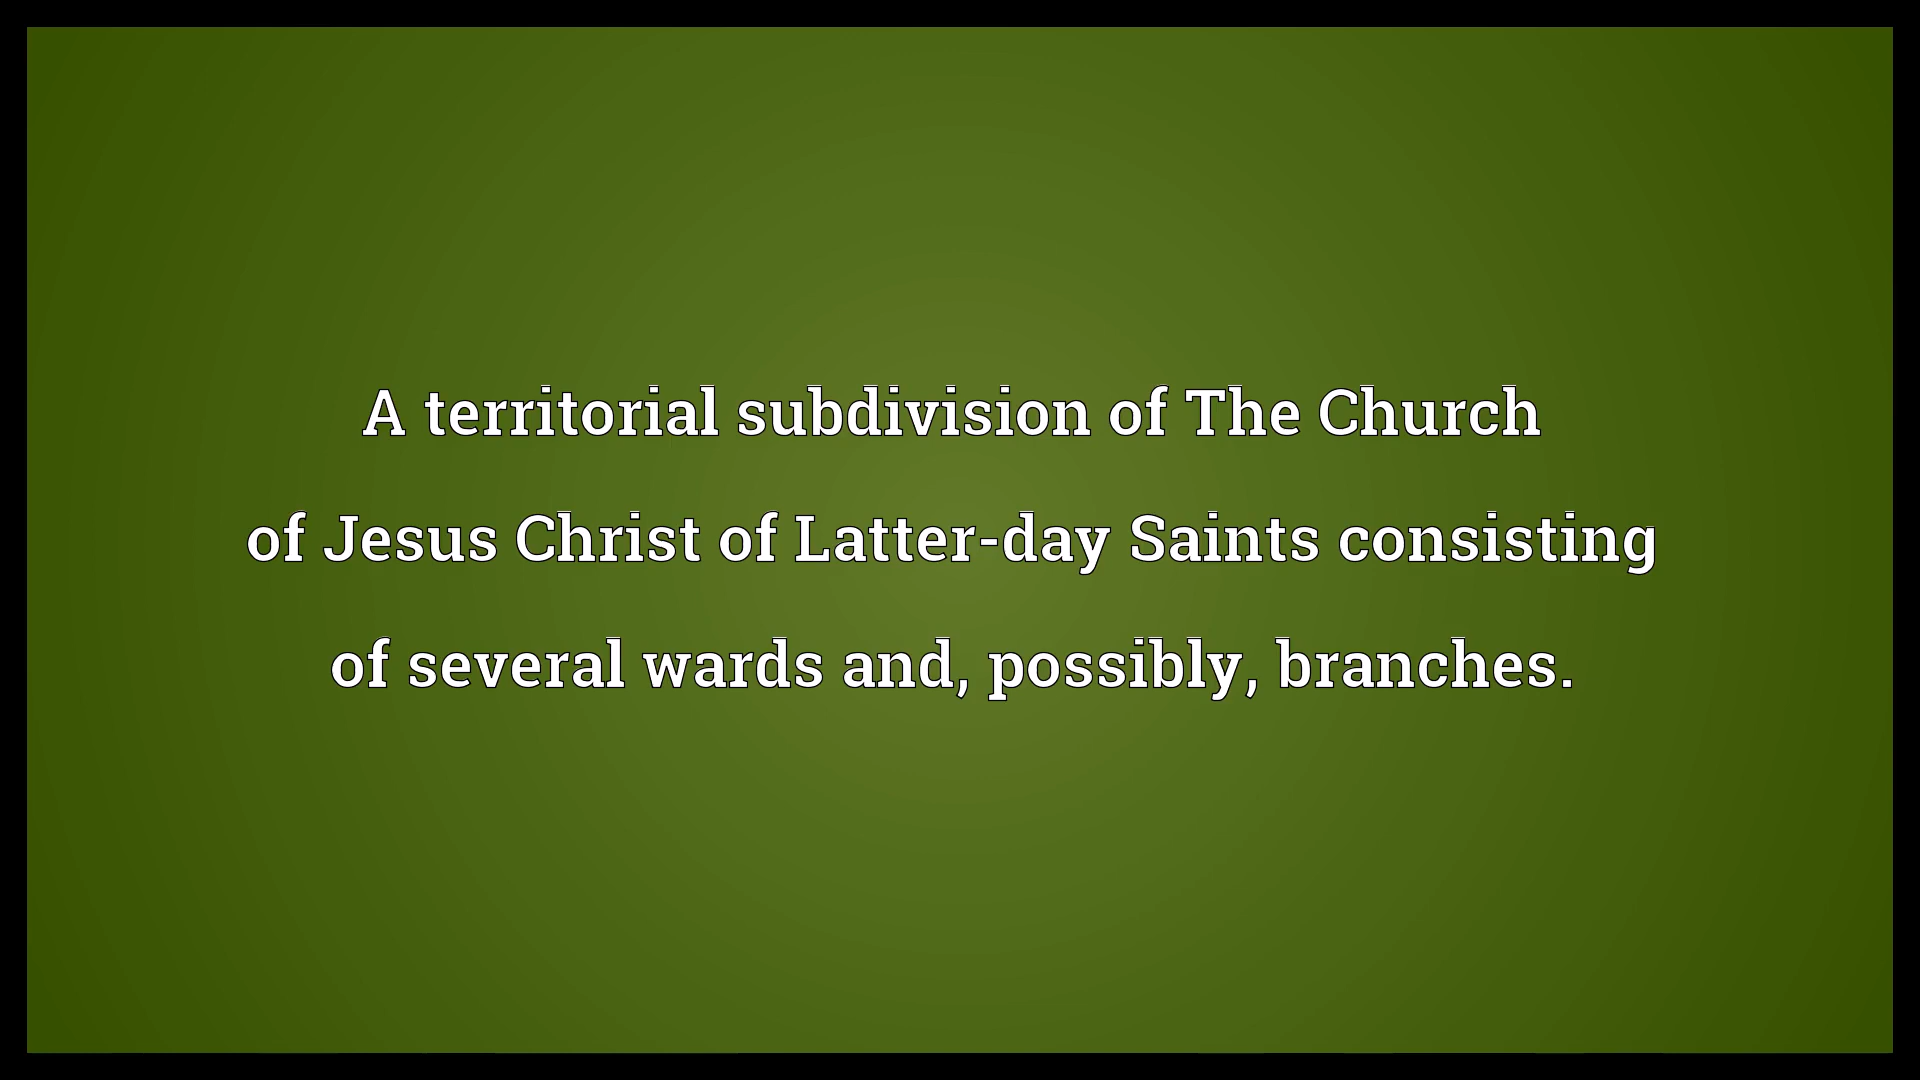 A territorial subdivision of The Church
of Jesus Christ of Latter-day Saints consisting
of several wards and, possibly, branches.